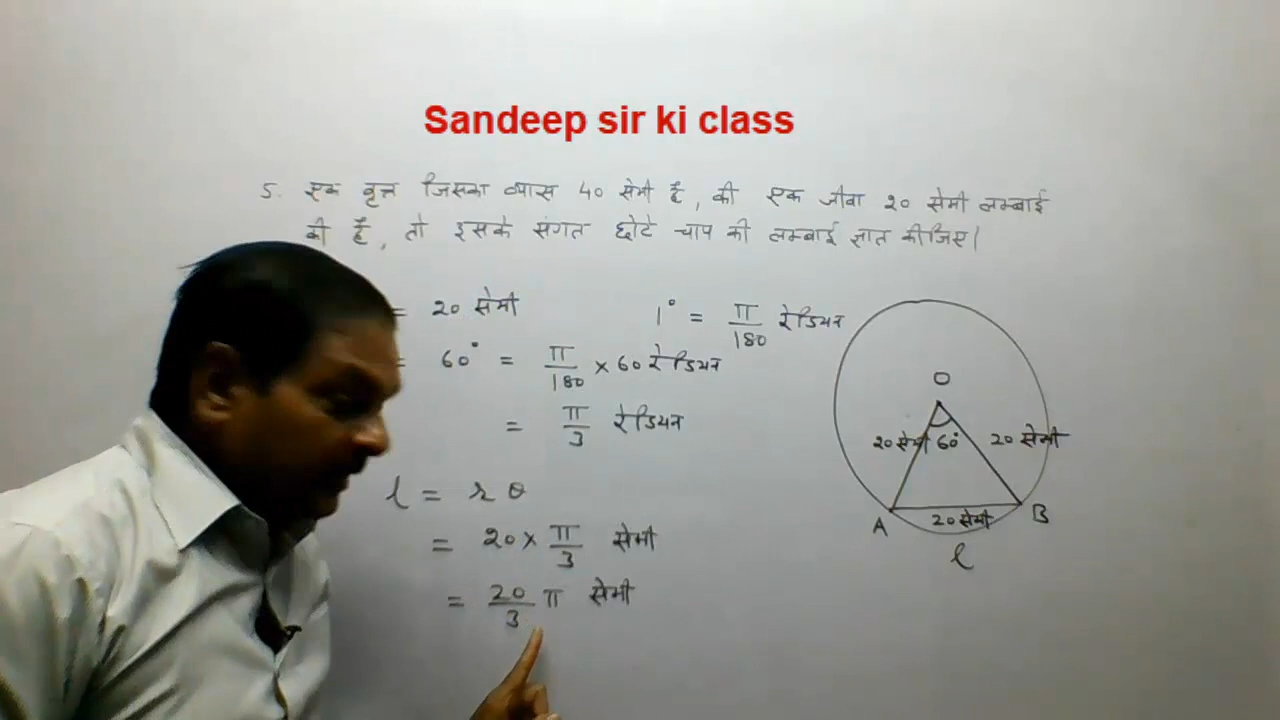 Sandeep sir ki class
5. एक वृत्त जिसका व्यास 40 सेमी है, की एक जीवा 20 सेमी लम्बाई
की है, तो इसके संगत छोटे चाप की लम्बाई ज्ञात कीजिए।
= 20 सेमी
1° = π/180 रेडियन
= 60° = π/180 × 60 रेडियन
= π/3 रेडियन
l = r θ
= 20 × π/3 सेमी
= 20/3 π सेमी
O
20 सेमी 60° 20 सेमी
A 20 सेमी B
l